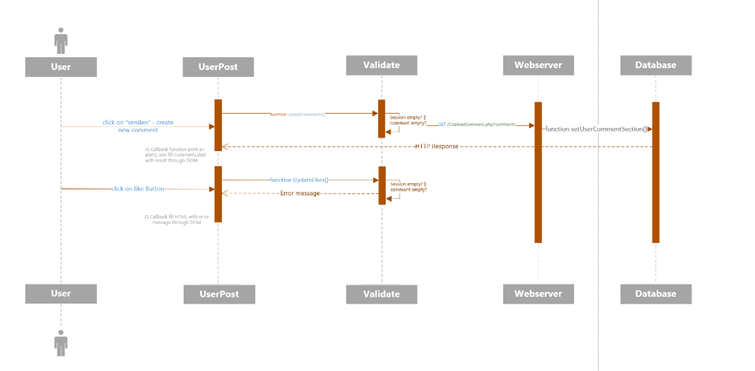 User
UserPost
Validate
Webserver
Database
click on "senden" - create
new comment
function UploadComment()
Session empty? ||
comment empty?
GET /UploadComment.php?comment=
function setUserCommentSection()
HTTP Response
JS Callback function print an
and fill CommentLabel
with result through DOM
click on like Button
function UpdateLikes()
Session empty? ||
comment empty?
Error message
JS Callback fill HTML with error
message through DOM
User
UserPost
Validate
Webserver
Database